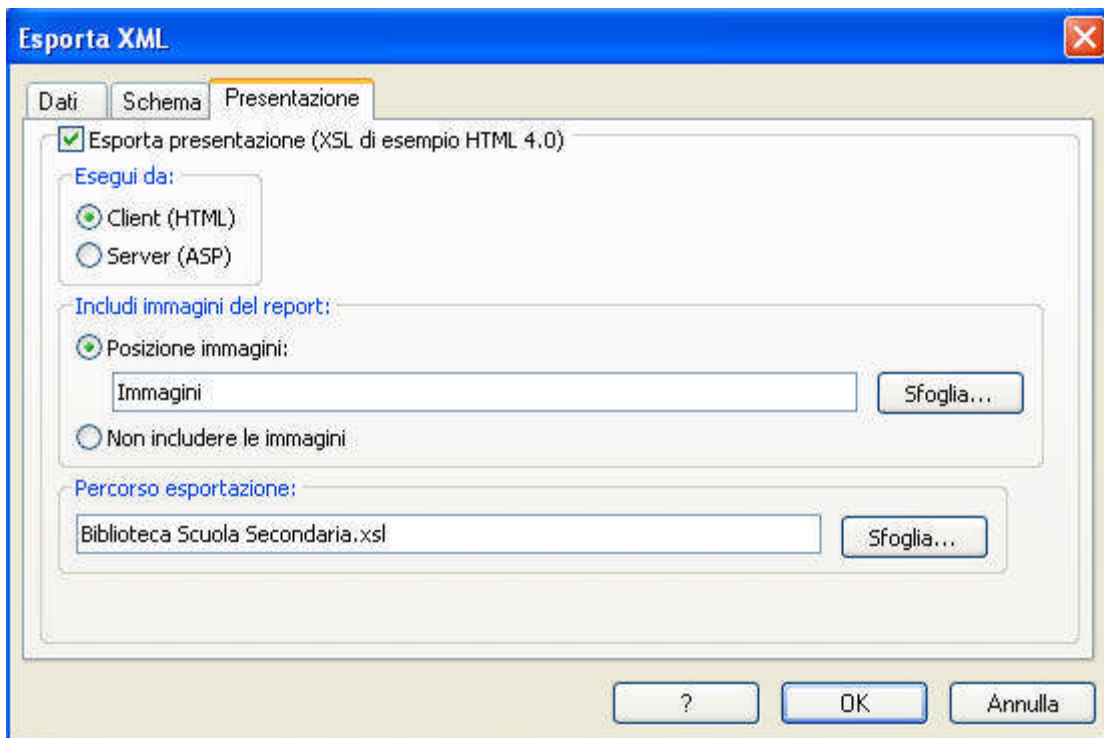 Esporta XML
Dati Schema Presentazione
Esporta presentazione (XSL di esempio HTML 4.0)
Esegui da:
Client (HTML)
Server (ASP)
Includi immagini del report:
Posizione immagini:
Immagini Sfoglia...
Non includere le immagini
Percorso esportazione:
Biblioteca Scuola Secondaria.xsl Sfoglia...
? OK Annulla